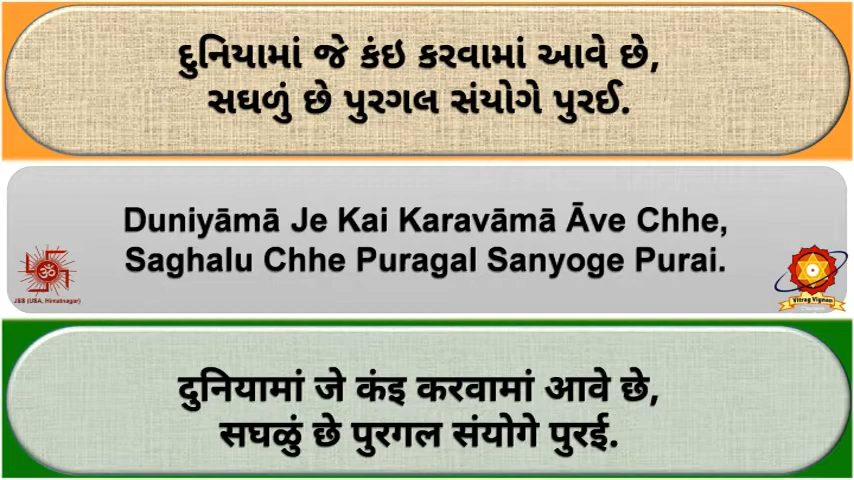 દુનિયામાં જે કંઇ કરવામાં આવે છે,
સઘળું છે પુરગલ સંયોગે પુરઈ.
Duniyāmā Je Kai Karavāmā Āve Chhe,
Saghalu Chhe Puragal Sanyoge Purai.
JSB (USA, Himatnagar)
Vitrag Vignan
दुनियामां जे कंइ करवामां आवे छे,
सघळुं छे पुरगल संयोगे पुरई.